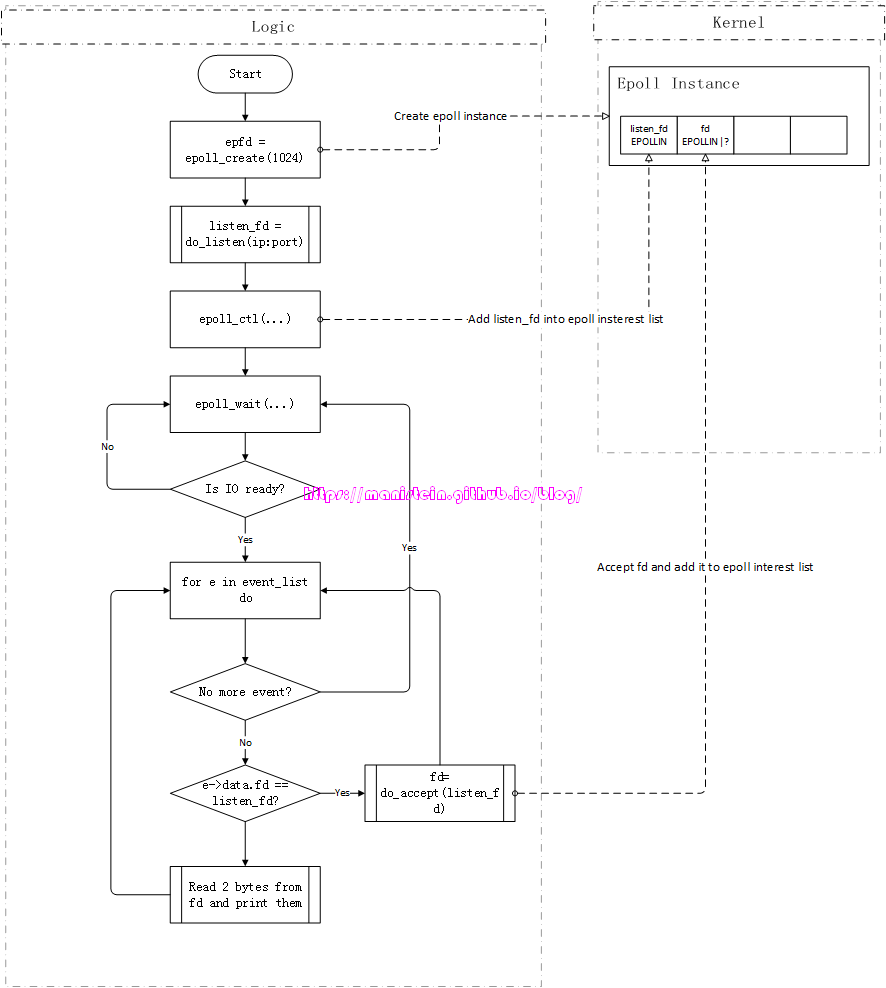 Logic
Kernel
Start
Epoll Instance
Create epoll instance
listen_fd
EPOLLIN
fd
EPOLLIN|?
epfd =
epoll_create(1024)
listen_fd =
do_listen(ip:port)
epoll_ctl(...)
Add listen_fd into epoll insterest list
epoll_wait(...)
No
Is IO ready?
https://manistein.github.io/blog/
Yes
Yes
for e in event_list
do
Accept fd and add it to epoll interest list
No more event?
No
e->data.fd ==
listen_fd?
Yes
fd=
do_accept(listen_f
d)
Read 2 bytes from
fd and print them